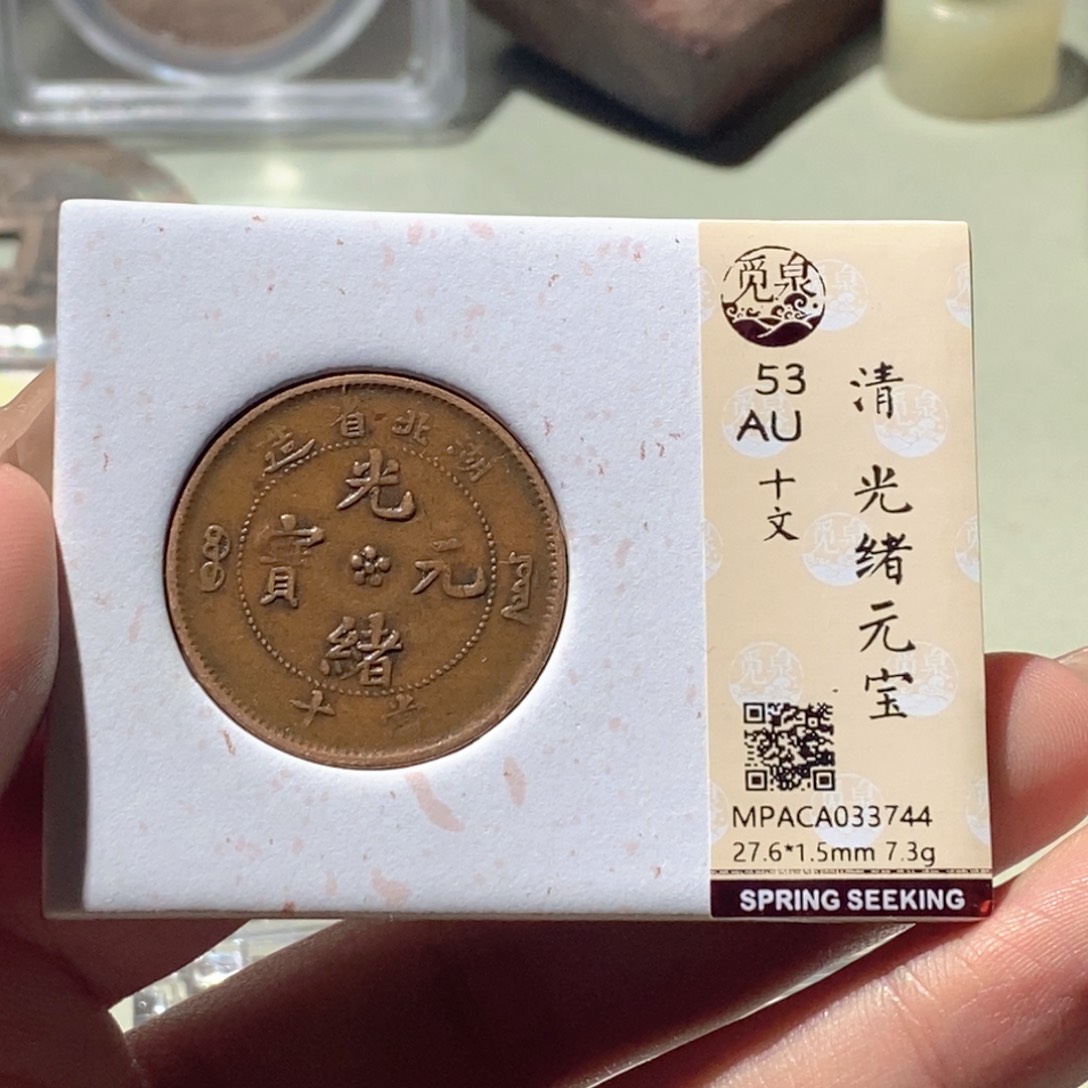 湖北省造
光緒元寳
當十
觅泉
53
AU
十文
清 光绪元宝
MPACA033744
27.6*1.5mm 7.3g
SPRING SEEKING